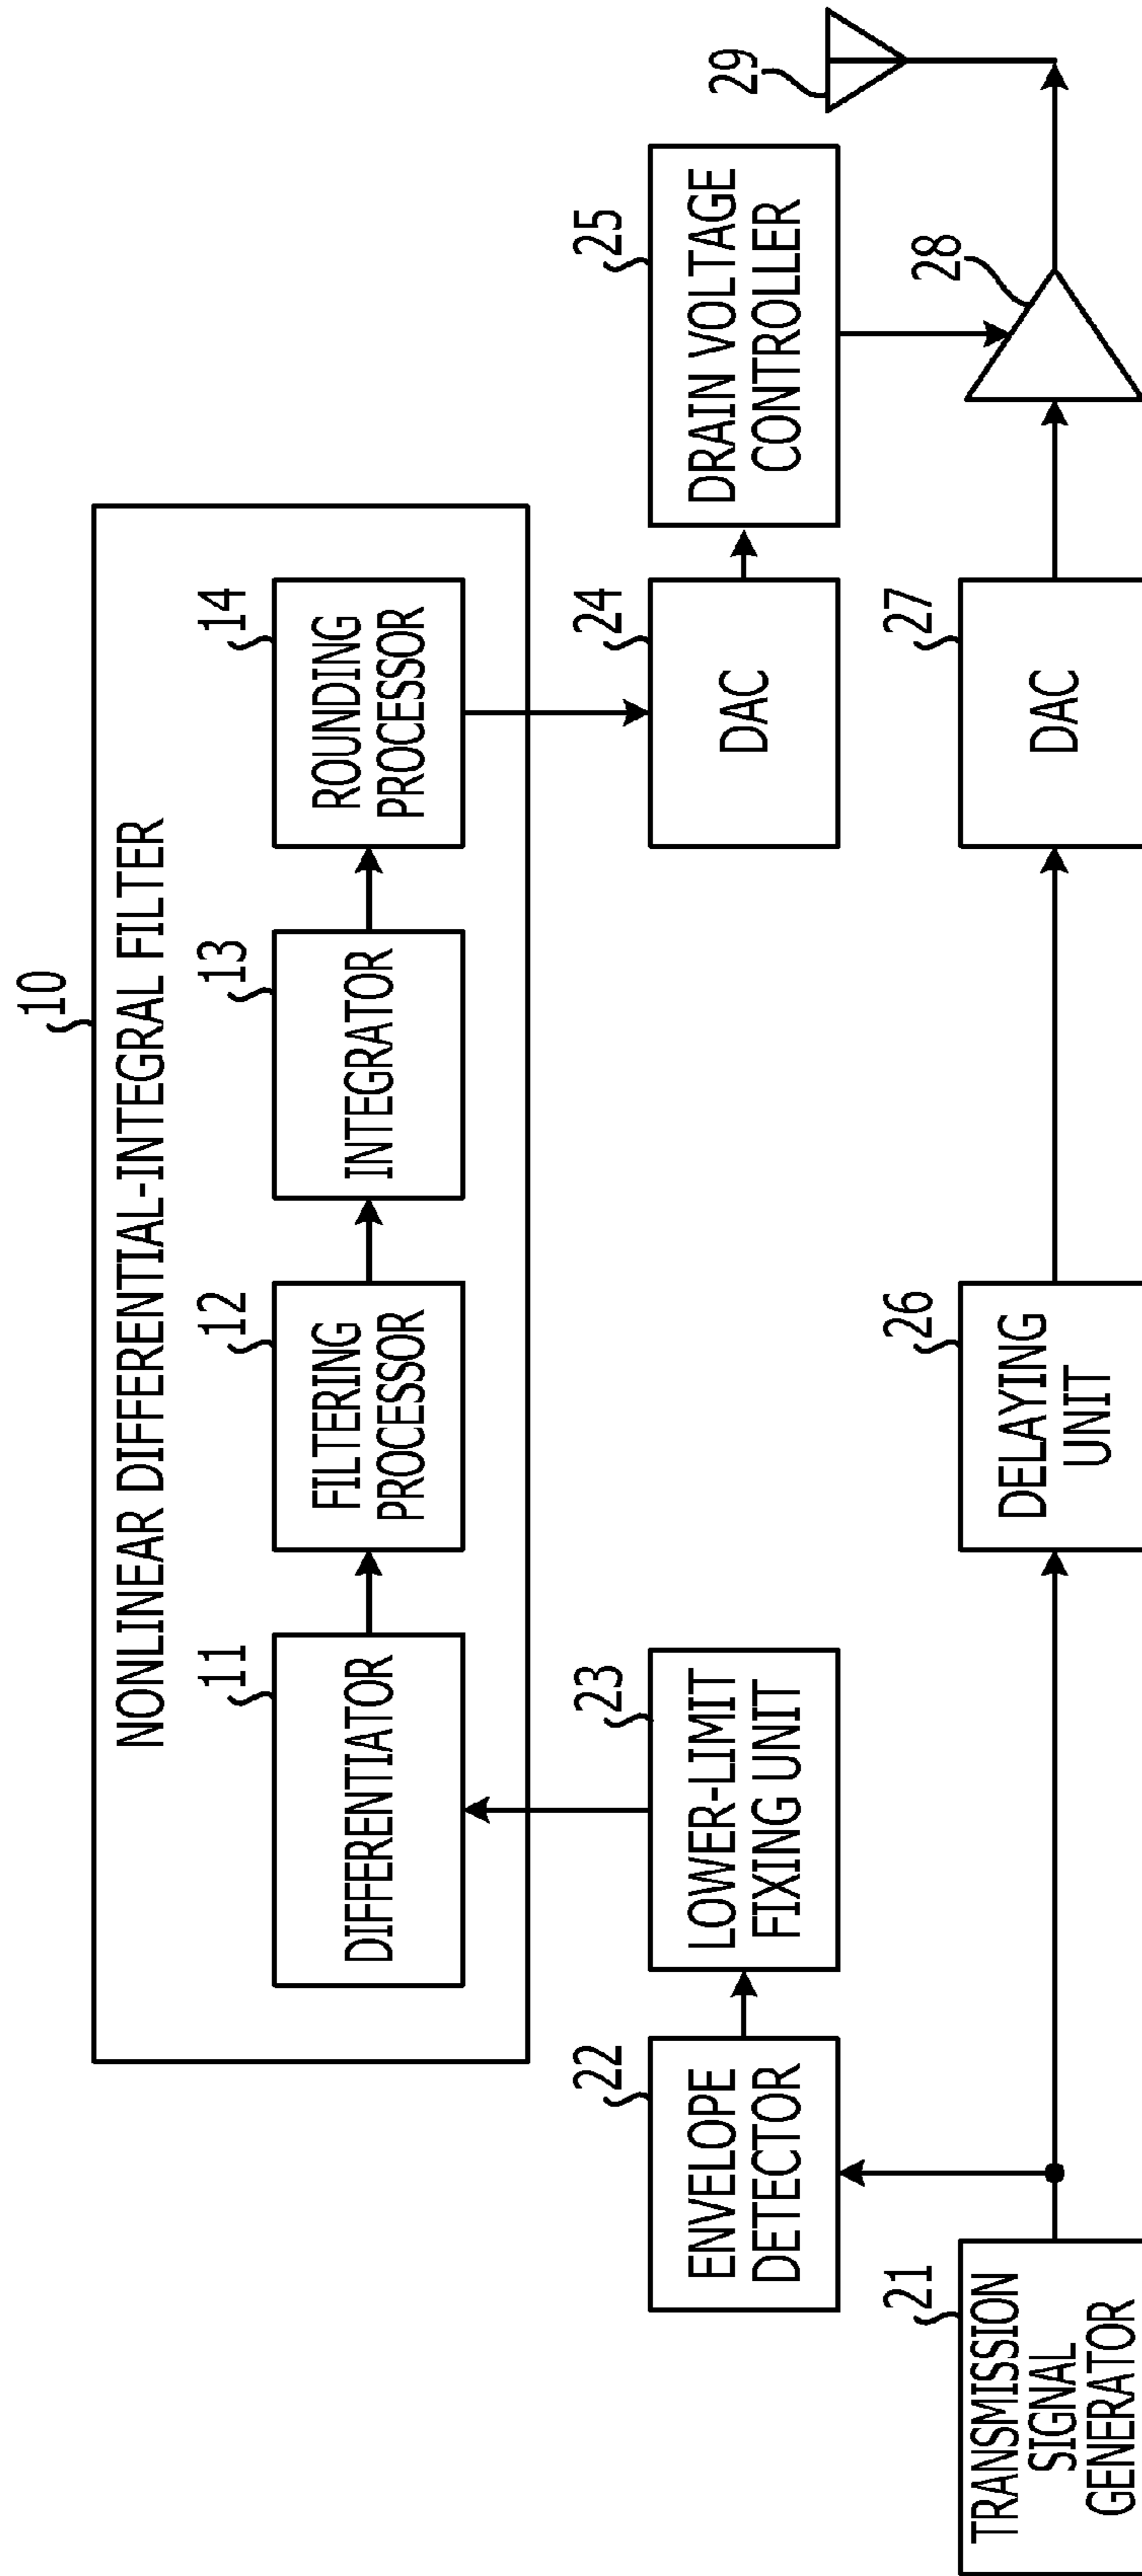 10
NONLINEAR DIFFERENTIAL-INTEGRAL FILTER
11
DIFFERENTIATOR
12
FILTERING
PROCESSOR
13
INTEGRATOR
14
ROUNDING
PROCESSOR
22
ENVELOPE
DETECTOR
23
LOWER-LIMIT
FIXING UNIT
24
DAC
25
DRAIN VOLTAGE
CONTROLLER
29
21
TRANSMISSION
SIGNAL
GENERATOR
26
DELAYING
UNIT
27
DAC
28